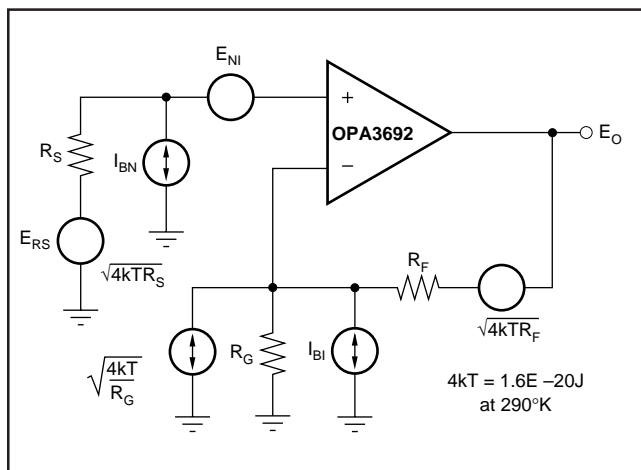 E_NI
+
OPA3692
−
E_O
R_S
I_BN
E_RS
√4kTR_S
R_F
√4kTR_F
√4kT/R_G
R_G
I_BI
4kT = 1.6E –20J
at 290°K